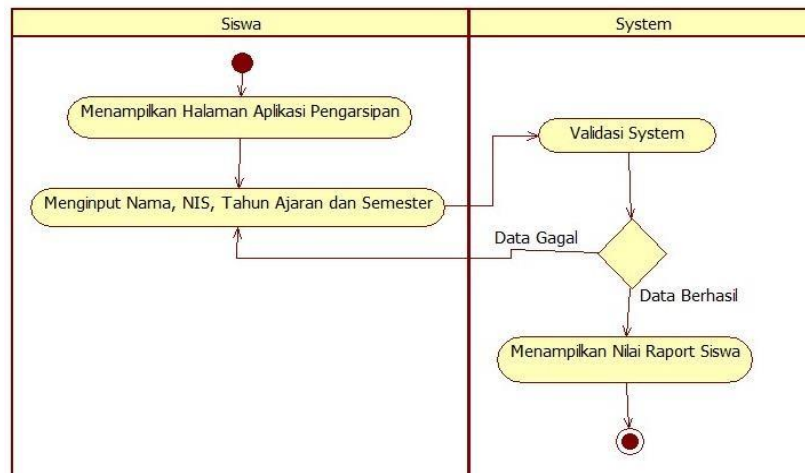 Siswa
System
Menampilkan Halaman Aplikasi Pengarsipan
Validasi System
Menginput Nama, NIS, Tahun Ajaran dan Semester
Data Gagal
Data Berhasil
Menampilkan Nilai Raport Siswa